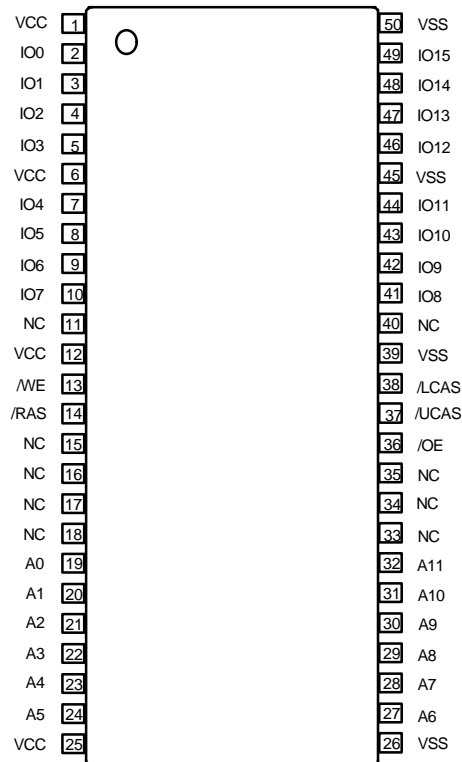 VCC 1 50 VSS
IO0 2 49 IO15
IO1 3 48 IO14
IO2 4 47 IO13
IO3 5 46 IO12
VCC 6 45 VSS
IO4 7 44 IO11
IO5 8 43 IO10
IO6 9 42 IO9
IO7 10 41 IO8
NC 11 40 NC
VCC 12 39 VSS
/WE 13 38 /LCAS
/RAS 14 37 /UCAS
NC 15 36 /OE
NC 16 35 NC
NC 17 34 NC
NC 18 33 NC
A0 19 32 A11
A1 20 31 A10
A2 21 30 A9
A3 22 29 A8
A4 23 28 A7
A5 24 27 A6
VCC 25 26 VSS